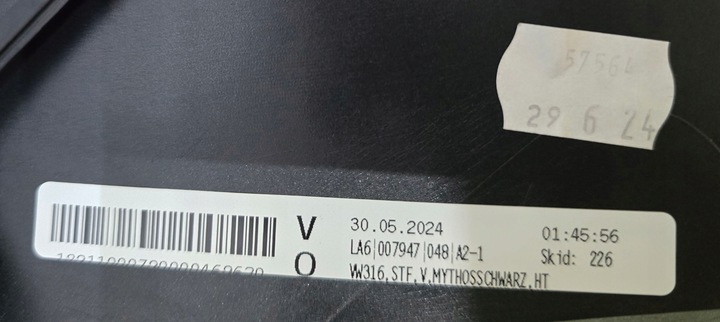 57564
29 6 24
V 30.05.2024 01:45:56
LA6|007947|048|A2-1 Skid: 226
O VW316,STF,V,MYTHOSSCHWARZ,HT